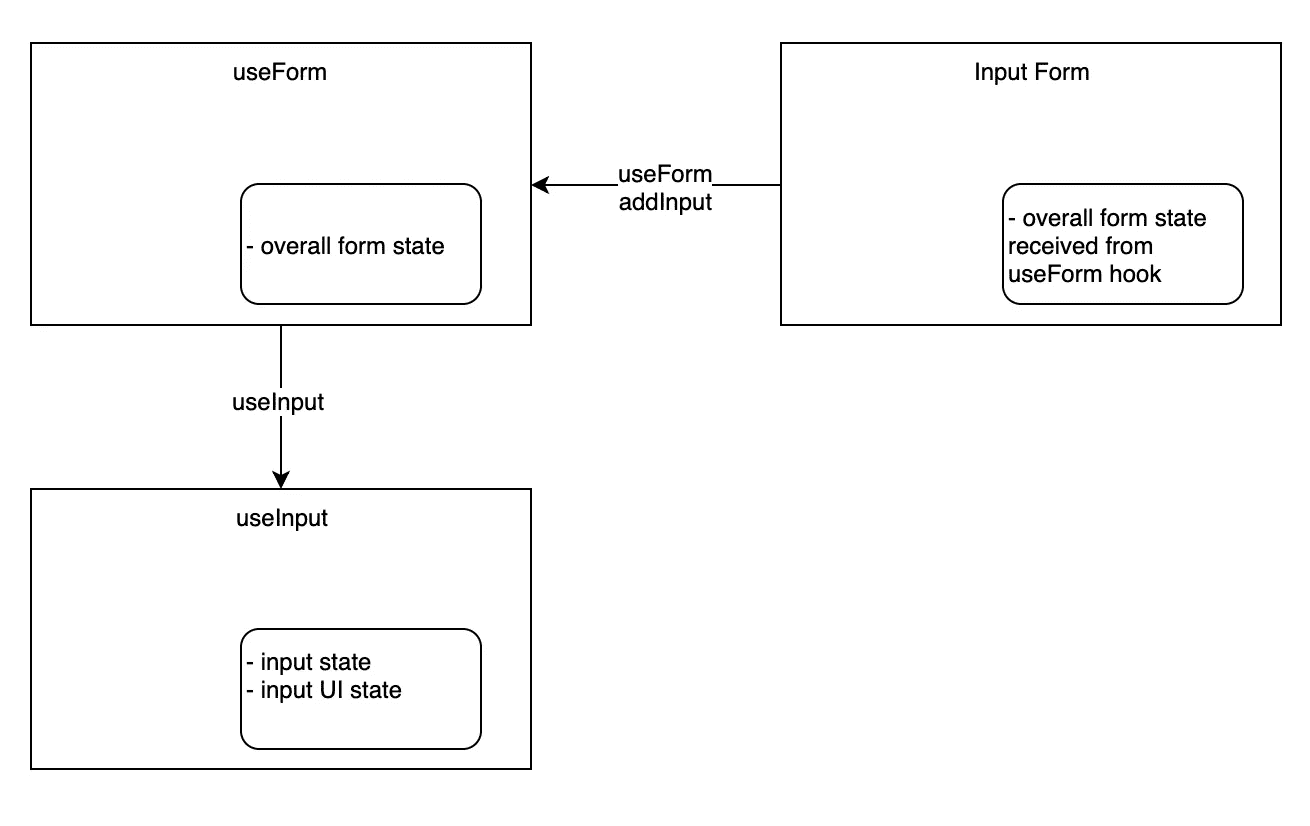 useForm
Input Form
useForm
addInput
- overall form state
- overall form state
received from
useForm hook
useInput
useInput
- input state
- input UI state